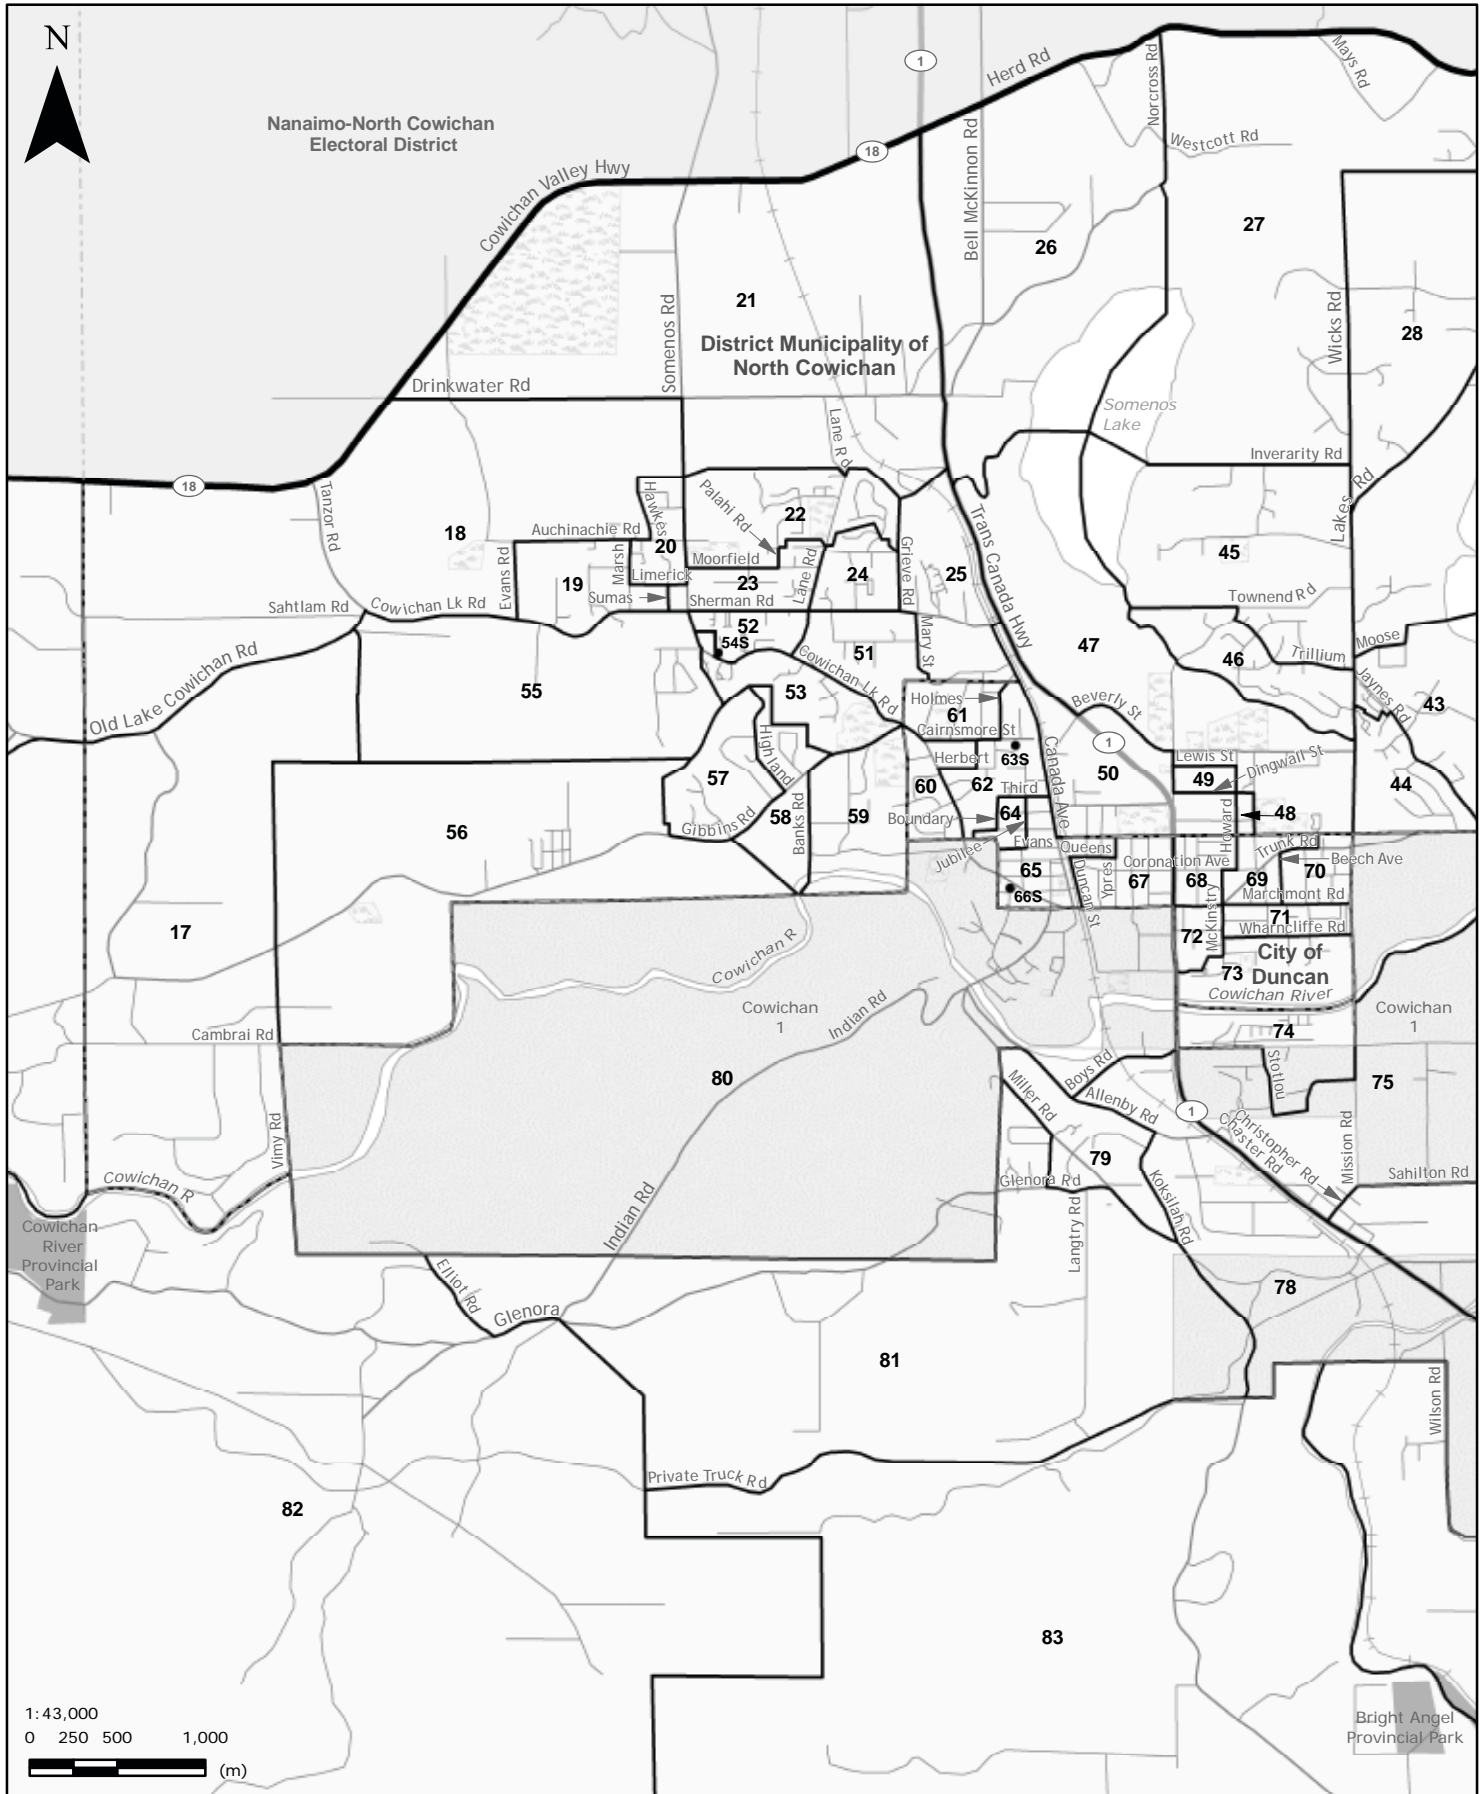 N
1
Herd Rd
Norcross Rd
Mays Rd
Nanaimo-North Cowichan
Electoral District
18
Bell McKinnon Rd
Westcott Rd
Cowichan Valley Hwy
27
26
21
Somenos Rd
Wicks Rd
28
District Municipality of
North Cowichan
Drinkwater Rd
Somenos
Lake
Lane Rd
Inverarity Rd
18
Tanzor Rd
Hawkes
Palahi Rd
Lakes Rd
22
18
Auchinachie Rd
20
Moorfield
Trans Canada Hwy
45
Evans Rd
Marsh
Limerick
Lane Rd
24
Grieve Rd
25
19
23
Sumas
Sherman Rd
Townend Rd
Sahtlam Rd
Cowichan Lk Rd
52
54S
Mary St
47
46
Moose
Trillium
51
Old Lake Cowichan Rd
55
53
Cowichan Lk Rd
Jaynes Rd
43
Holmes
61
Beverly St
Cairnsmore St
Highland
1
Herbert
63S
Canada Ave
Lewis St
Dingwall St
57
60
62
Third
50
49
44
56
Gibbins Rd
58
Banks Rd
59
Boundary
64
Howard
48
Jubilee
Evans
Queens
Trunk Rd
Beech Ave
Coronation Ave
65
Duncan St
Ypres
67
68
69
70
66S
Marchmont Rd
17
McKinstry
71
72
Wharncliffe Rd
City of
Duncan
73
Cowichan R
Cowichan River
Cowichan
1
Indian Rd
Cowichan
1
Cambrai Rd
74
80
Miller Rd
Boys Rd
Stotlou
75
Allenby Rd
1
Christopher Rd
Chaster Rd
Mission Rd
Vimy Rd
79
Cowichan R
Glenora Rd
Koksilah Rd
Sahilton Rd
Cowichan
River
Provincial
Park
Indian Rd
Langtry Rd
Elliot Rd
78
Glenora
81
Wilson Rd
Private Truck Rd
82
83
1:43,000
0 250 500 1,000
(m)
Bright Angel
Provincial Park